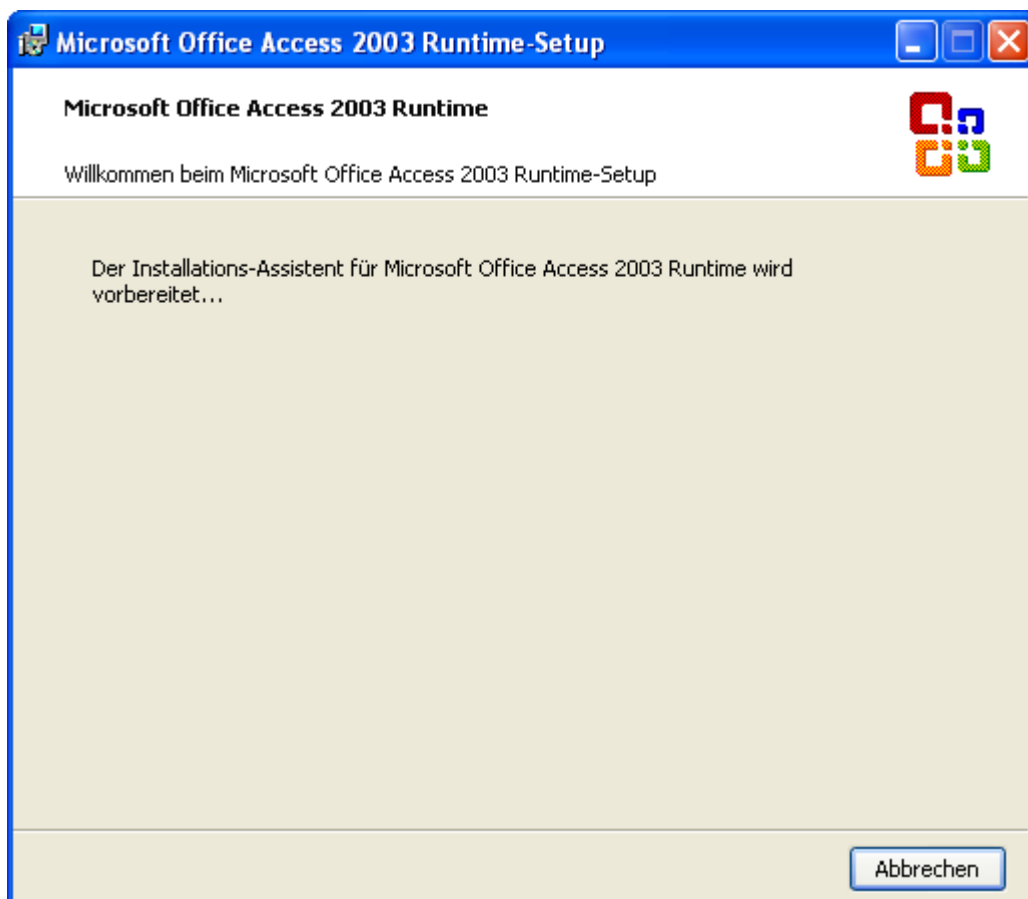 Microsoft Office Access 2003 Runtime-Setup
Microsoft Office Access 2003 Runtime
Willkommen beim Microsoft Office Access 2003 Runtime-Setup
Der Installations-Assistent für Microsoft Office Access 2003 Runtime wird
vorbereitet...
Abbrechen